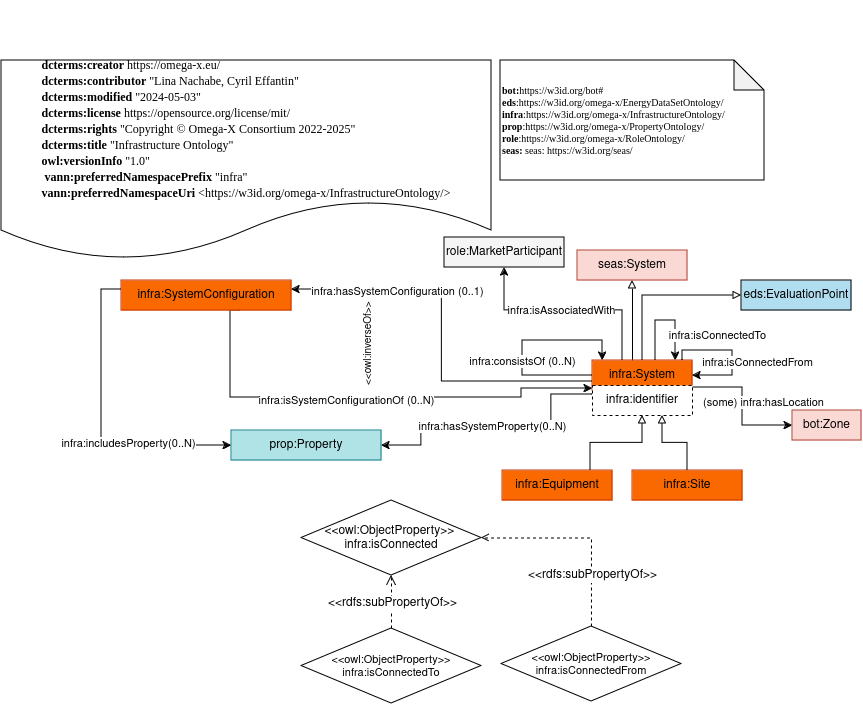 dcterms:creator https://omega-x.eu/
dcterms:contributor "Lina Nachabe, Cyril Effantin"
dcterms:modified "2024-05-03"
dcterms:license https://opensource.org/license/mit/
dcterms:rights "Copyright © Omega-X Consortium 2022-2025"
dcterms:title "Infrastructure Ontology"
owl:versionInfo "1.0"
vann:preferredNamespacePrefix "infra"
vann:preferredNamespaceUri <https://w3id.org/omega-x/InfrastructureOntology/>
bot:https://w3id.org/bot#
eds:https://w3id.org/omega-x/EnergyDataSetOntology/
infra:https://w3id.org/omega-x/InfrastructureOntology/
prop:https://w3id.org/omega-x/PropertyOntology/
role:https://w3id.org/omega-x/RoleOntology/
seas: seas: https://w3id.org/seas/
role:MarketParticipant
seas:System
infra:SystemConfiguration
infra:hasSystemConfiguration (0..1)
eds:EvaluationPoint
infra:isAssociatedWith
<<owl:inverseOf>>
infra:isConnectedTo
infra:consistsOf (0..N)
infra:isConnectedFrom
infra:System
infra:identifier
infra:isSystemConfigurationOf (0..N)
(some) infra:hasLocation
bot:Zone
infra:hasSystemProperty(0..N)
infra:includesProperty(0..N)
prop:Property
infra:Equipment
infra:Site
<<owl:ObjectProperty>>
infra:isConnected
<<rdfs:subPropertyOf>>
<<rdfs:subPropertyOf>>
<<owl:ObjectProperty>>
infra:isConnectedTo
<<owl:ObjectProperty>>
infra:isConnectedFrom